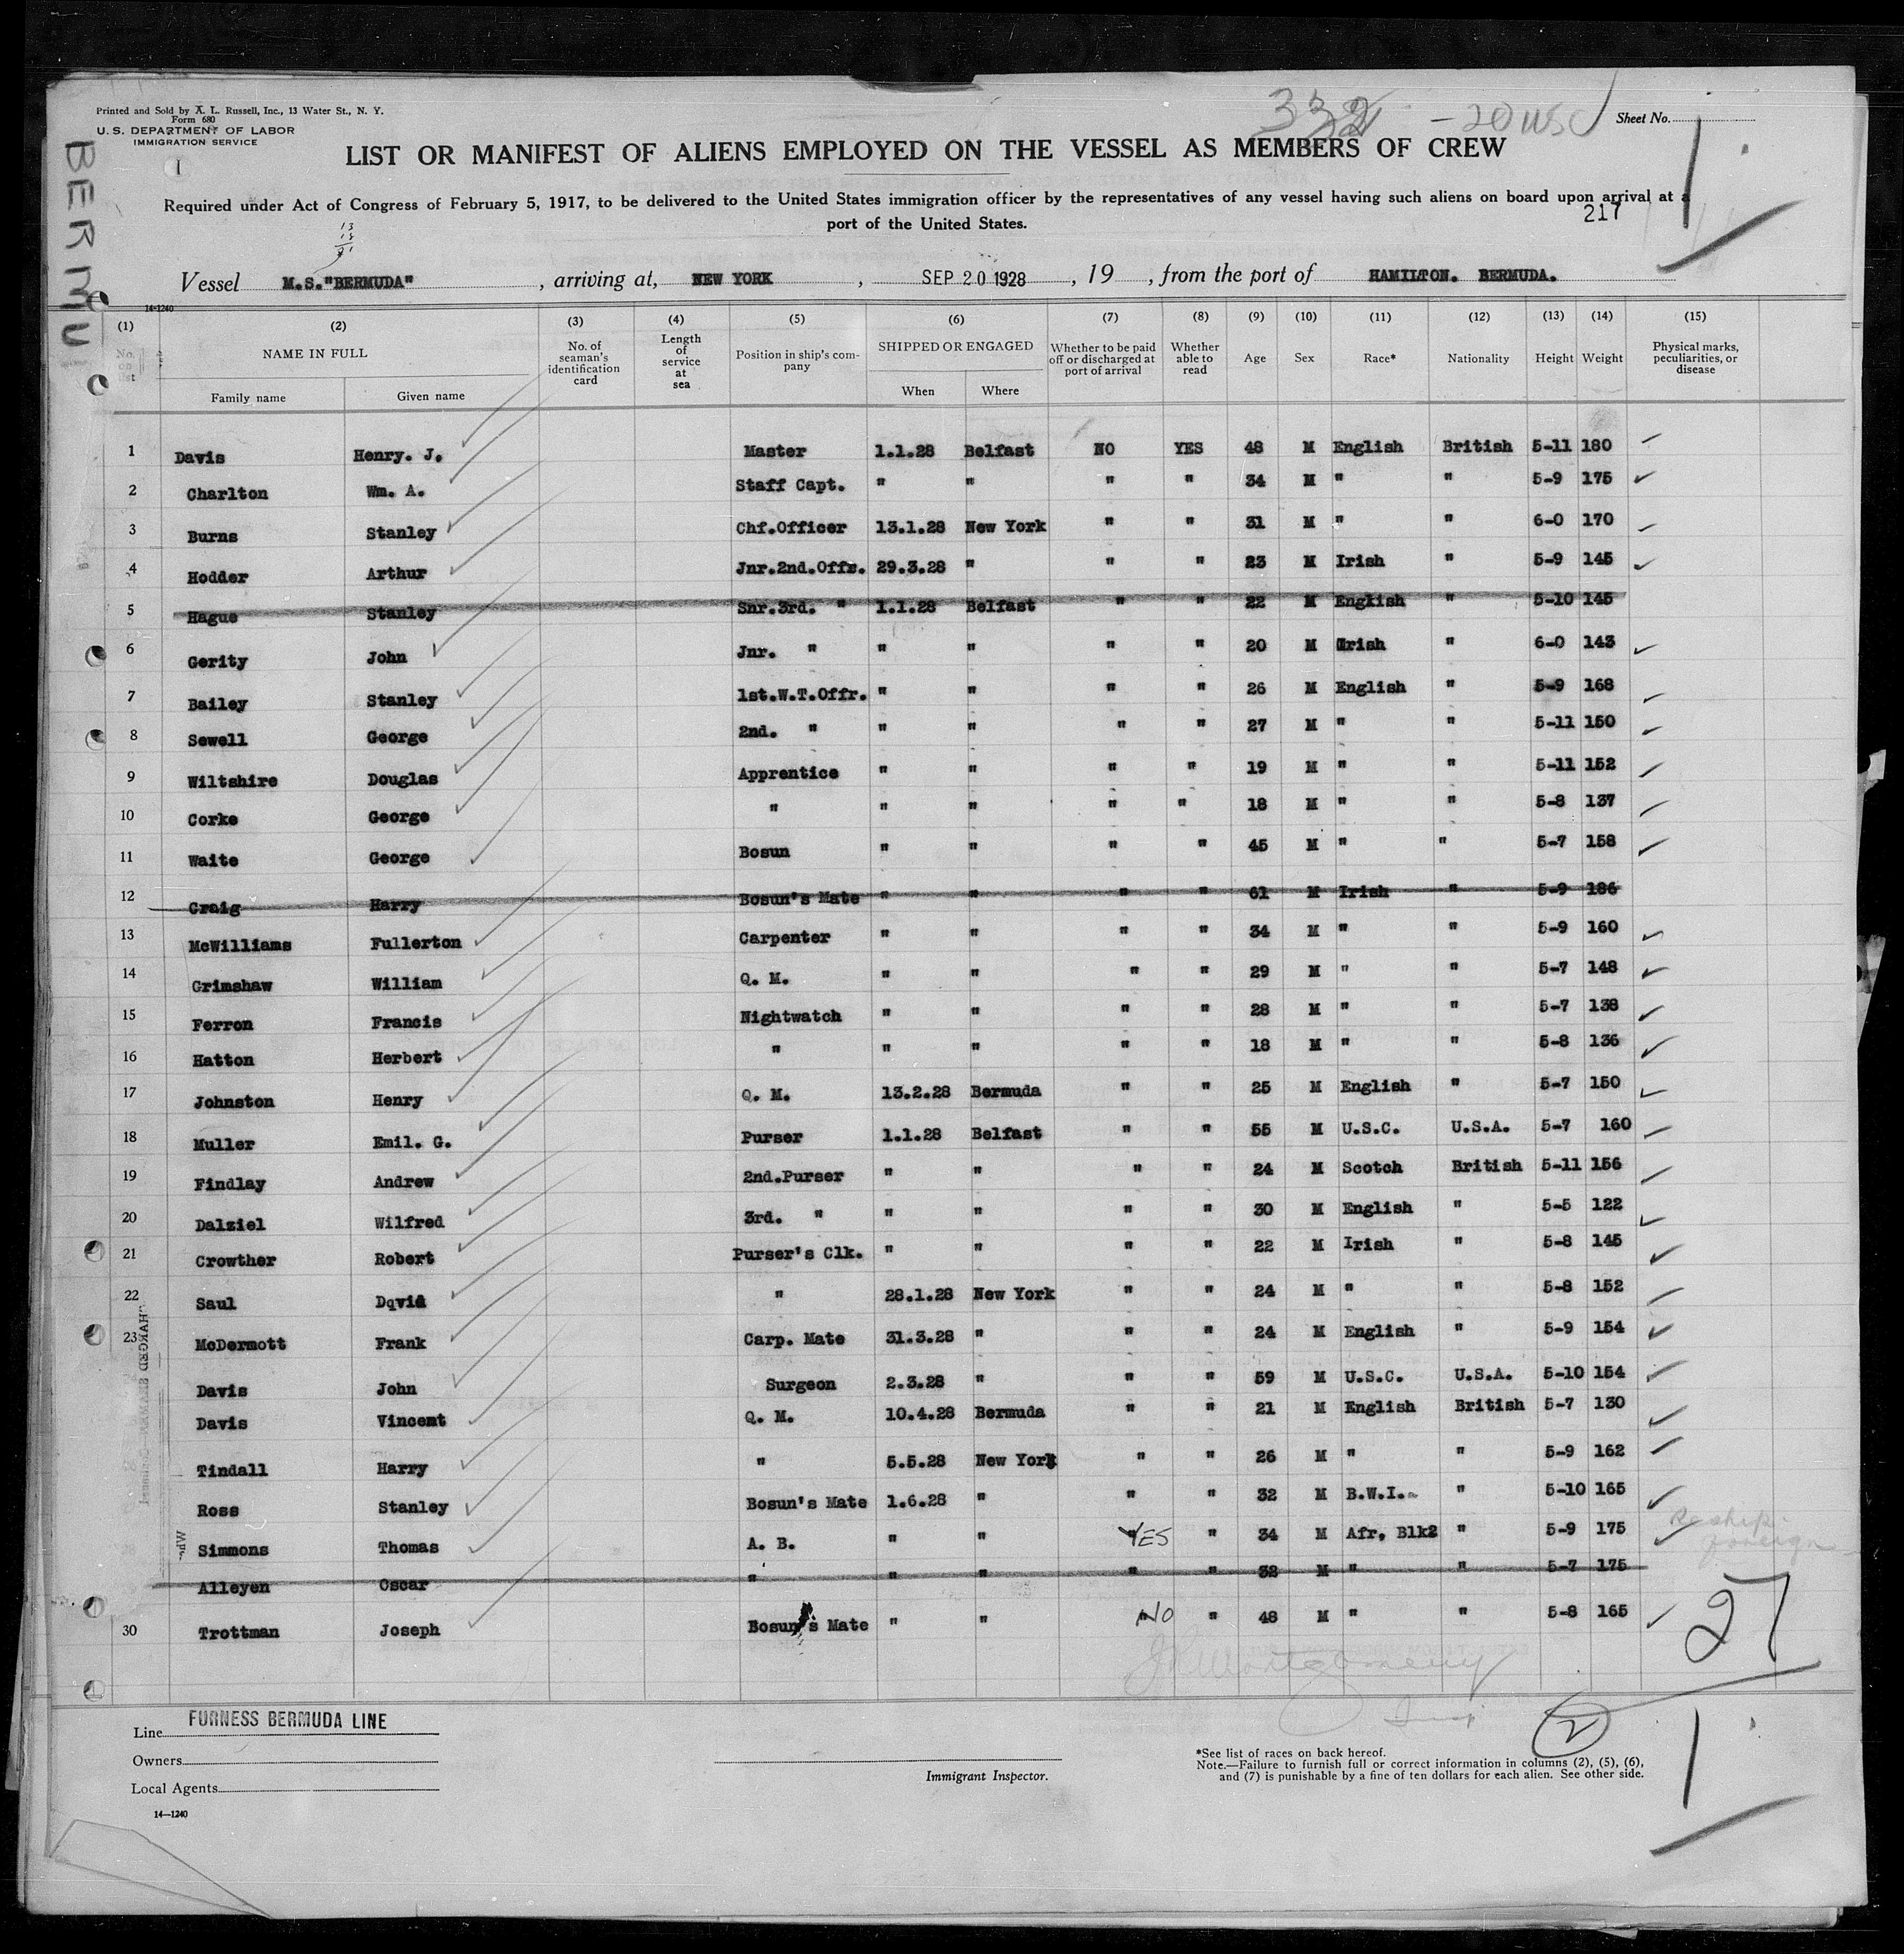 Printed and Sold by A. L. Russell, Inc., 13 Water St., N. Y.
Form 680
U. S. DEPARTMENT OF LABOR
IMMIGRATION SERVICE
BERMU
332 - 20 USC
Sheet No. 1
LIST OR MANIFEST OF ALIENS EMPLOYED ON THE VESSEL AS MEMBERS OF CREW
Required under Act of Congress of February 5, 1917, to be delivered to the United States immigration officer by the representatives of any vessel having such aliens on board upon arrival at a
port of the United States.
217
Vessel M.S."BERMUDA" , arriving at, NEW YORK , SEP 20 1928 , 19 , from the port of HAMILTON. BERMUDA.
14-1240
(1) (2) (3) (4) (5) (6) (7) (8) (9) (10) (11) (12) (13) (14) (15)
No. on list NAME IN FULL Family name Given name No. of seaman's identification card Length of service at sea Position in ship's company SHIPPED OR ENGAGED When Where Whether to be paid off or discharged at port of arrival Whether able to read Age Sex Race* Nationality Height Weight Physical marks, peculiarities, or disease
1 Davis Henry. J. Master 1.1.28 Belfast NO YES 48 M English British 5-11 180
2 Charlton Wm. A. Staff Capt. " " " " 34 M " " 5-9 175
3 Burns Stanley Chf.Officer 13.1.28 New York " " 31 M " " 6-0 170
4 Hodder Arthur Jnr.2nd.Offr. 29.3.28 " " " 23 M Irish " 5-9 145
5 Hague Stanley Snr.3rd. " 1.1.28 Belfast " " 22 M English " 5-10 145
6 Gerity John Jnr. " " " " " 20 M Irish " 6-0 143
7 Bailey Stanley 1st.W.T.Offr. " " " " 26 M English " 5-9 168
8 Sewell George 2nd. " " " " " 27 M " " 5-11 150
9 Wiltshire Douglas Apprentice " " " " 19 M " " 5-11 152
10 Corke George " " " " " 18 M " " 5-8 137
11 Waite George Bosun " " " " 45 M " " 5-7 158
12 Craig Harry Bosun's Mate " " " " 61 M Irish " 5-9 186
13 McWilliams Fullerton Carpenter " " " " 34 M " " 5-9 160
14 Grimshaw William Q. M. " " " " 29 M " " 5-7 148
15 Ferron Francis Nightwatch " " " " 28 M " " 5-7 138
16 Hatton Herbert " " " " " 18 M " " 5-8 136
17 Johnston Henry Q. M. 13.2.28 Bermuda " " 25 M English " 5-7 150
18 Muller Emil. G. Purser 1.1.28 Belfast " " 55 M U.S.C. U.S.A. 5-7 160
19 Findlay Andrew 2nd.Purser " " " " 24 M Scotch British 5-11 156
20 Dalziel Wilfred 3rd. " " " " " 30 M English " 5-5 122
21 Crowther Robert Purser's Clk. " " " " 22 M Irish " 5-8 145
22 Saul Dqvid " 28.1.28 New York " " 24 M " " 5-8 152
23 McDermott Frank Carp. Mate 31.3.28 " " " 24 M English " 5-9 154
Davis John Surgeon 2.3.28 " " " 59 M U.S.C. U.S.A. 5-10 154
Davis Vincent Q. M. 10.4.28 Bermuda " " 21 M English British 5-7 130
Tindall Harry " 5.5.28 New York " " 26 M " " 5-9 162
Ross Stanley Bosun's Mate 1.6.28 " " " 32 M B.W.I. " 5-10 165
Simmons Thomas A. B. " " YES " 34 M Afr, Blk2 " 5-9 175 Reship foreign
Alleyen Oscar " " " " " 32 M " " 5-7 175
30 Trottman Joseph Bosun's Mate " " NO " 48 M " " 5-8 165
27
J Montgomery
Insp
2
1
Line FURNESS BERMUDA LINE
Owners
Local Agents
14—1240
Immigrant Inspector.
*See list of races on back hereof.
Note.—Failure to furnish full or correct information in columns (2), (5), (6),
and (7) is punishable by a fine of ten dollars for each alien. See other side.